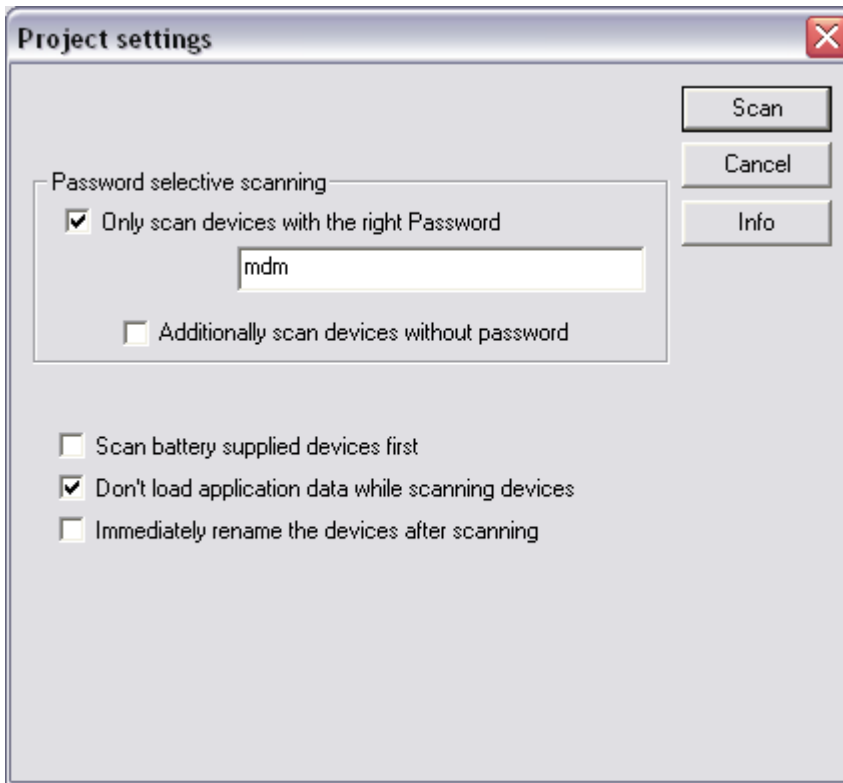 Project settings
Scan
Cancel
Info
Password selective scanning
Only scan devices with the right Password
mdm
Additionally scan devices without password
Scan battery supplied devices first
Don't load application data while scanning devices
Immediately rename the devices after scanning